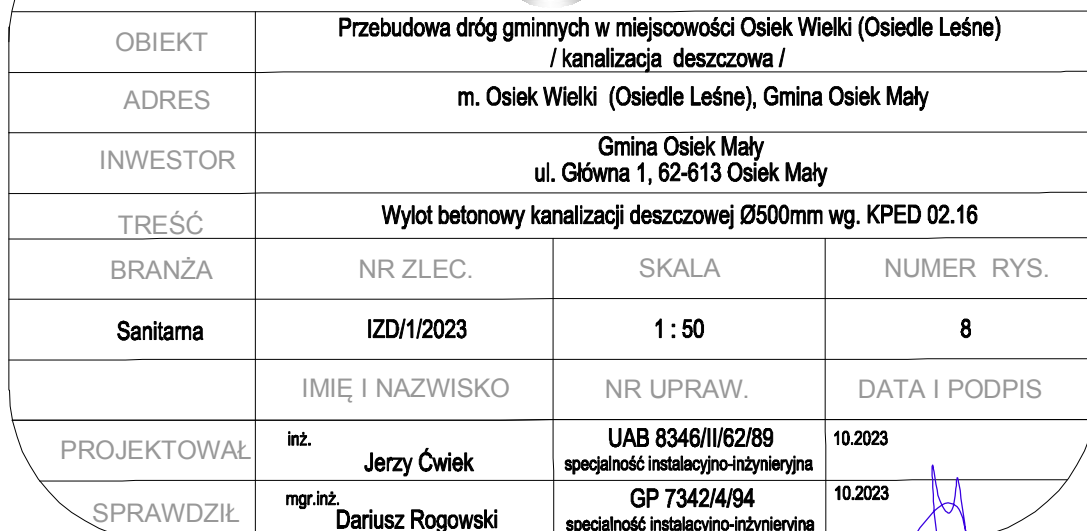 OBIEKT
Przebudowa dróg gminnych w miejscowości Osiek Wielki (Osiedle Leśne)
/ kanalizacja deszczowa /
ADRES
m. Osiek Wielki (Osiedle Leśne), Gmina Osiek Mały
INWESTOR
Gmina Osiek Mały
ul. Główna 1, 62-613 Osiek Mały
TREŚĆ
Wylot betonowy kanalizacji deszczowej Ø500mm wg. KPED 02.16
BRANŻA NR ZLEC. SKALA NUMER RYS.
Sanitarna IZD/1/2023 1 : 50 8
IMIĘ I NAZWISKO NR UPRAW. DATA I PODPIS
PROJEKTOWAŁ
inż.
Jerzy Ćwiek
UAB 8346/II/62/89
specjalność instalacyjno-inżynieryjna
10.2023
SPRAWDZIŁ
mgr.inż.
Dariusz Rogowski
GP 7342/4/94
specjalność instalacyjno-inżynieryjna
10.2023